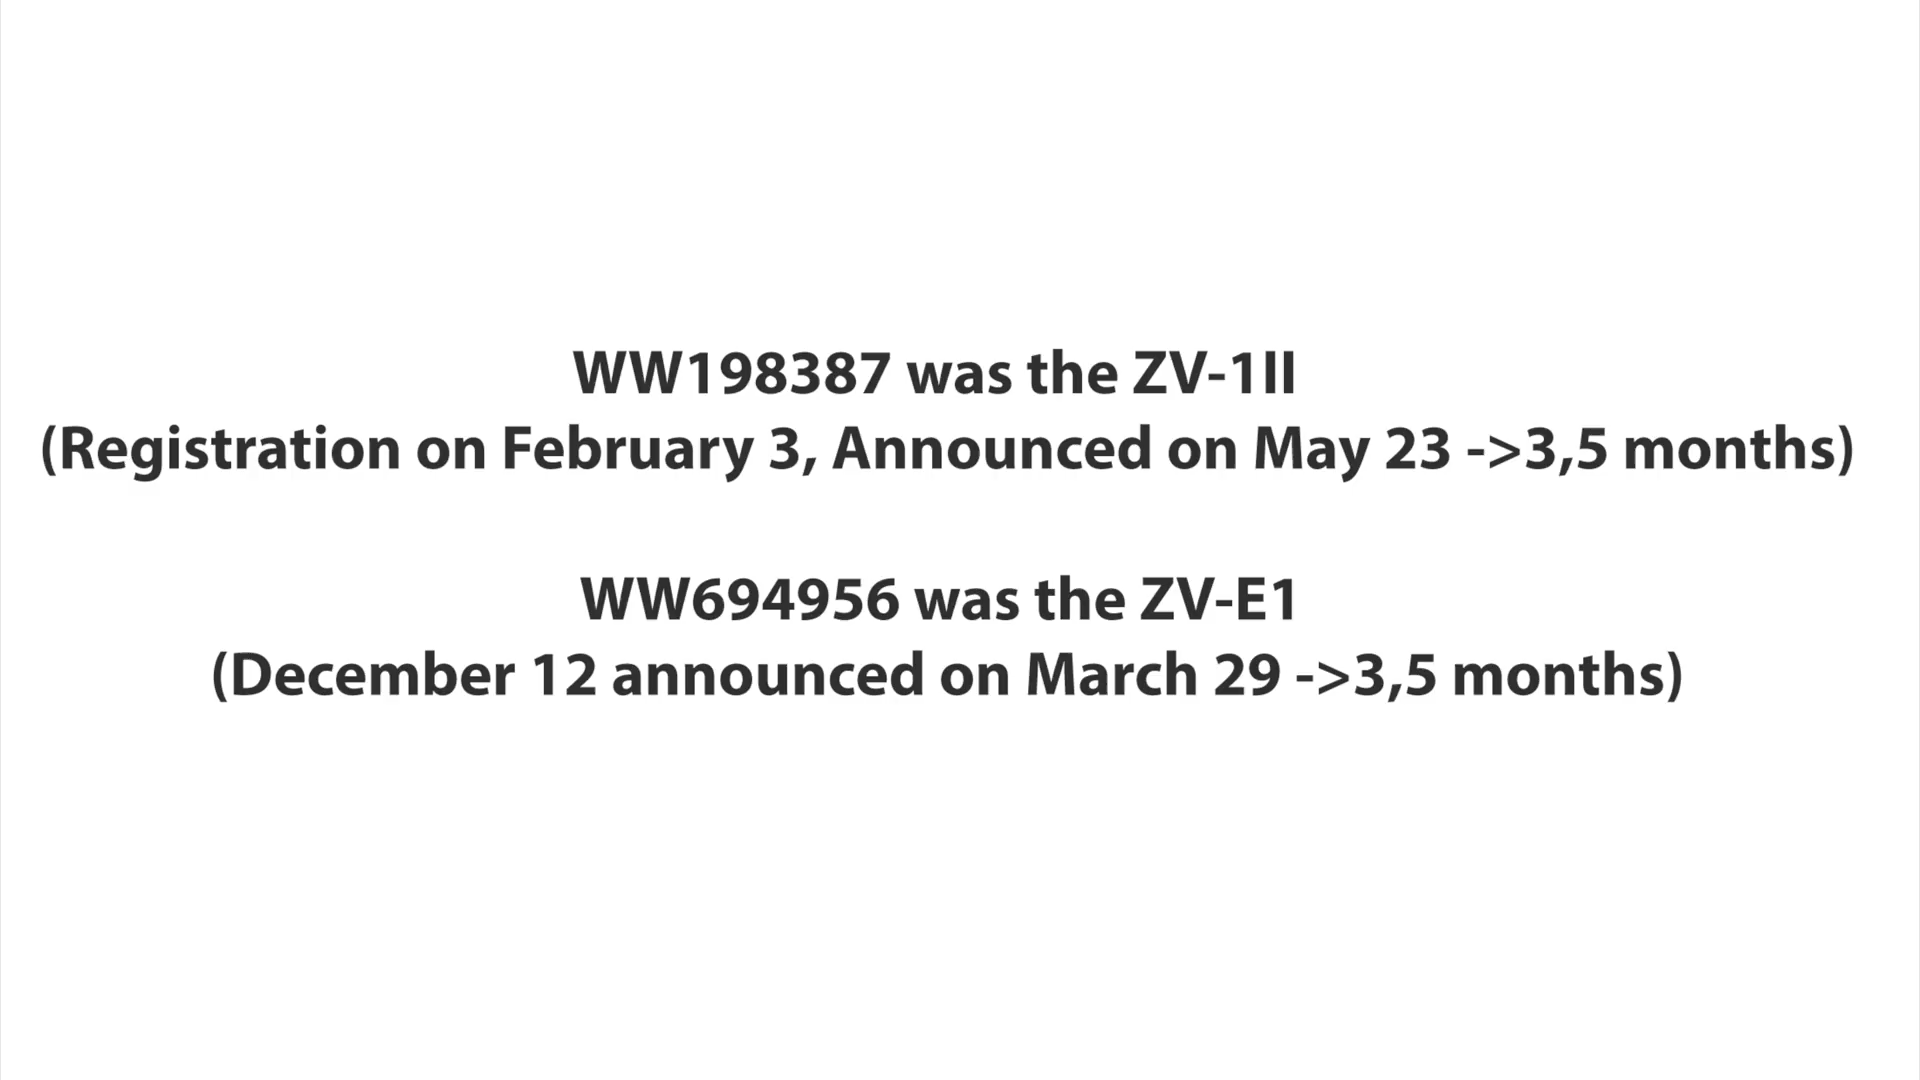 WW198387 was the ZV-1II
(Registration on February 3, Announced on May 23 ->3,5 months)
WW694956 was the ZV-E1
(December 12 announced on March 29 ->3,5 months)